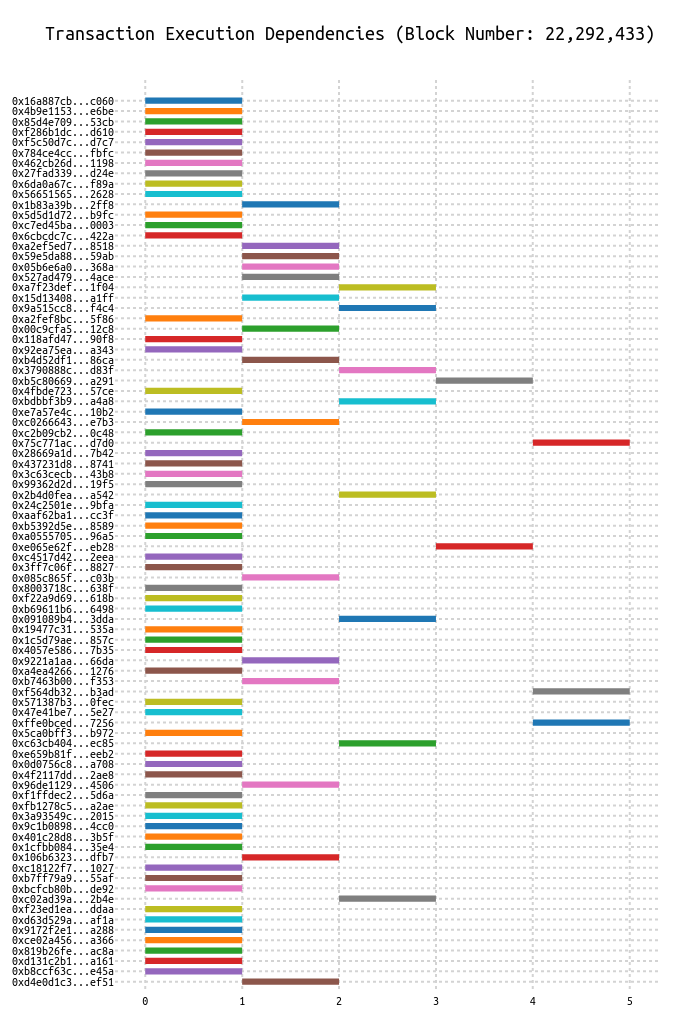 Transaction Execution Dependencies (Block Number: 22,292,433)
0x16a887cb...c060
0x4b9e1153...e6be
0x85d4e709...53cb
0xf286b1dc...d610
0xf5c50d7c...d7c7
0x784ce4cc...fbfc
0x462cb26d...1198
0x27fad339...d24e
0x6da0a67c...f89a
0x56651565...2628
0x1b83a39b...2ff8
0x5d5d1d72...b9fc
0xc7ed45ba...0003
0x6cbcdc7c...422a
0xa2ef5ed7...8518
0x59e5da88...59ab
0x05b6e6a0...368a
0x527ad479...4ace
0xa7f23def...1f04
0x15d13408...a1ff
0x9a515cc8...f4c4
0xa2fef8bc...5f86
0x00c9cfa5...12c8
0x118afd47...90f8
0x92ea75ea...a343
0xb4d52df1...86ca
0x3790888c...d83f
0xb5c80669...a291
0x4fbde723...57ce
0xbdbbf3b9...a4a8
0xe7a57e4c...10b2
0xc0266643...e7b3
0xc2b09cb2...0c48
0x75c771ac...d7d0
0x28669a1d...7b42
0x437231d8...8741
0x3c63cecb...43b8
0x99362d2d...19f5
0x2b4d0fea...a542
0x24c2501e...9bfa
0xaaf62ba1...cc3f
0xb5392d5e...8589
0xa0555705...96a5
0xe065e62f...eb28
0xc4517d42...2eea
0x3ff7c06f...8827
0x085c865f...c03b
0x8003718c...638f
0xf22a9d69...618b
0xb69611b6...6498
0x091089b4...3dda
0x19477c31...535a
0x1c5d79ae...857c
0x4057e586...7b35
0x9221a1aa...66da
0xa4ea4266...1276
0xb7463b00...f353
0xf564db32...b3ad
0x571387b3...0fec
0x47e41be7...5e27
0xffe0bced...7256
0x5ca0bff3...b972
0xc63cb404...ec85
0xe659b81f...eeb2
0x0d0756c8...a708
0x4f2117dd...2ae8
0x96de1129...4506
0xf1ffdec2...5d6a
0xfb1278c5...a2ae
0x3a93549c...2015
0x9c1b0898...4cc0
0x401c28d8...3b5f
0x1cfbb084...35e4
0x106b6323...dfb7
0xc18122f7...1027
0xb7ff79a9...55af
0xbcfcb80b...de92
0xc02ad39a...2b4e
0xf23ed1ea...ddaa
0xd63d529a...af1a
0x9172f2e1...a288
0xce02a456...a366
0x819b26fe...ac8a
0xd131c2b1...a161
0xb8ccf63c...e45a
0xd4e0d1c3...ef51
0 1 2 3 4 5